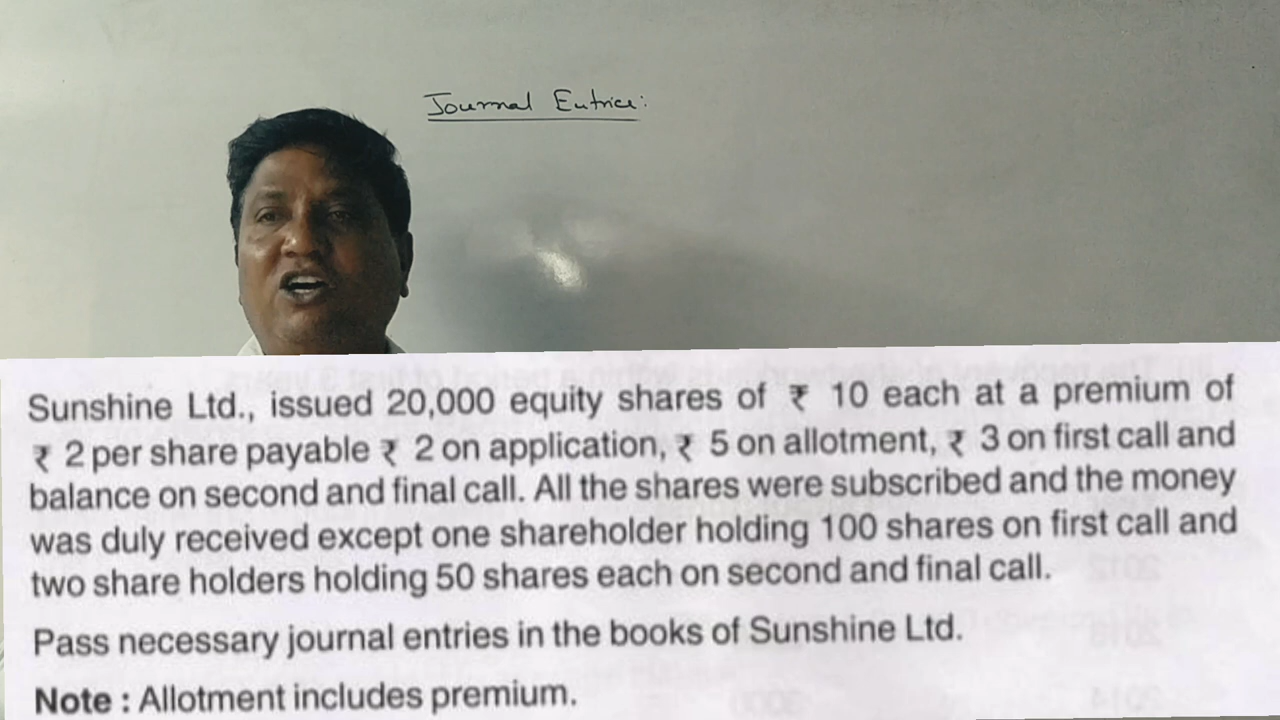 Journal Entries:
Sunshine Ltd., issued 20,000 equity shares of ₹ 10 each at a premium of
₹ 2 per share payable ₹ 2 on application, ₹ 5 on allotment, ₹ 3 on first call and
balance on second and final call. All the shares were subscribed and the money
was duly received except one shareholder holding 100 shares on first call and
two share holders holding 50 shares each on second and final call.
Pass necessary journal entries in the books of Sunshine Ltd.
Note : Allotment includes premium.